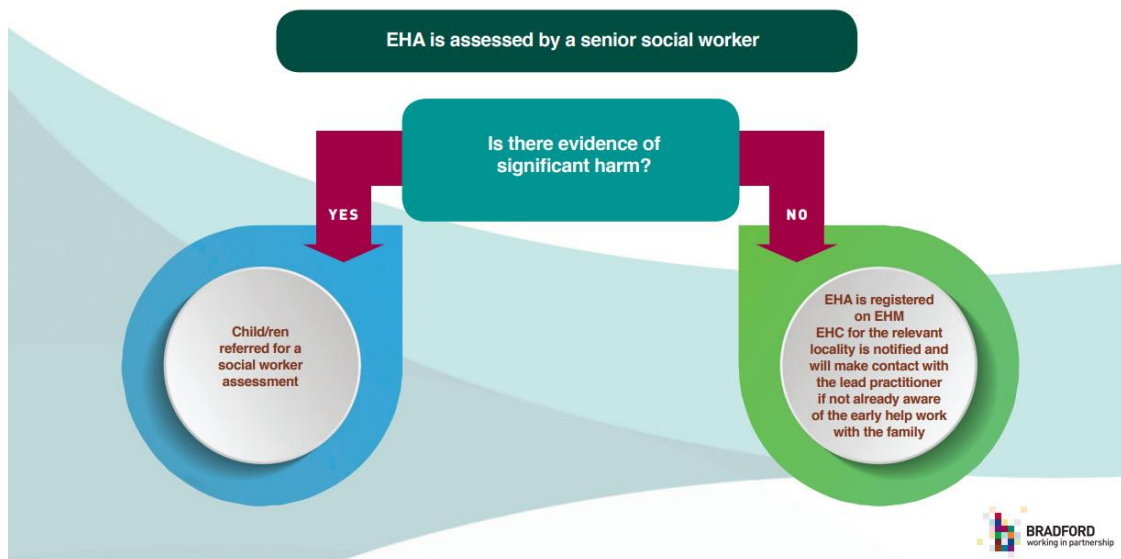 EHA is assessed by a senior social worker
Is there evidence of
significant harm?
YES
NO
Child/ren
referred for a
social worker
assessment
EHA is registered
on EHM
EHC for the relevant
locality is notified and
will make contact with
the lead practitioner
if not already aware
of the early help work
with the family
BRADFORD
working in partnership